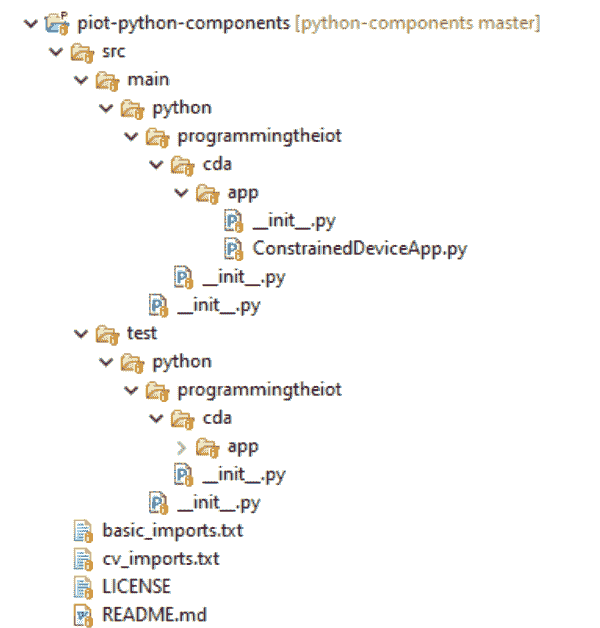 piot-python-components [python-components master]
src
main
python
programmingtheiot
cda
app
__init__.py
ConstrainedDeviceApp.py
__init__.py
__init__.py
test
python
programmingtheiot
cda
app
__init__.py
__init__.py
basic_imports.txt
cv_imports.txt
LICENSE
README.md